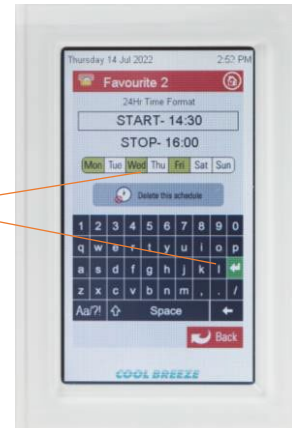 Thursday 14 Jul 2022 2:52 PM
Favourite 2
24Hr Time Format
START- 14:30
STOP- 16:00
Mon Tue Wed Thu Fri Sat Sun
Delete this schedule
1 2 3 4 5 6 7 8 9 0
q w e r t y u i o p
a s d f g h j k l
z x c v b n m , . /
Aa/?! Space
Back
COOL BREEZE